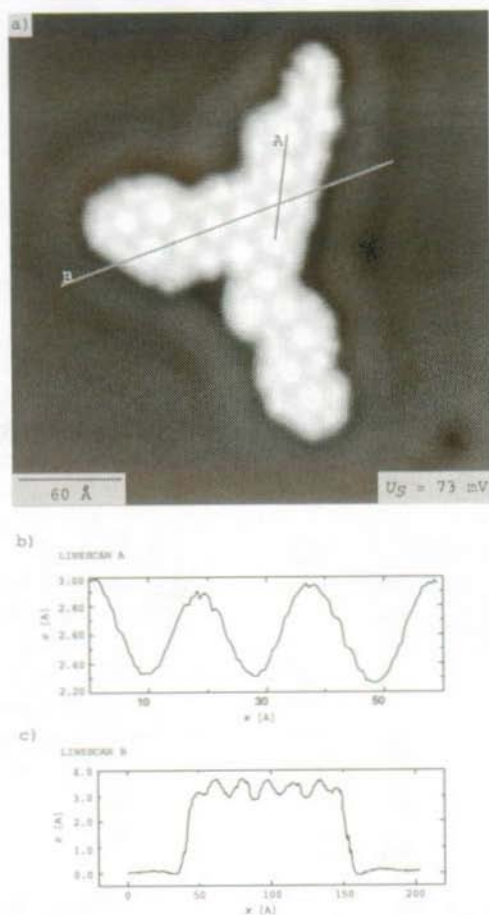 a)
A
B
60 Å
U_S = 73 mV
b)
LINESCAN A
3.00
2.80
2.60
2.40
2.20
z [A]
10 30 50
x [A]
c)
LINESCAN B
4.0
3.0
2.0
1.0
0.0
z [A]
0 50 100 150 200
x [A]